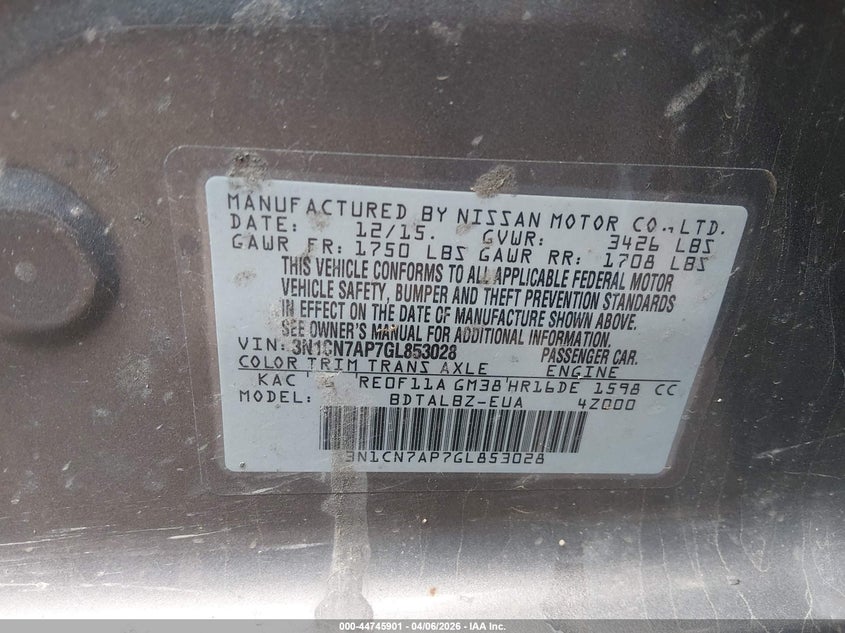 MANUFACTURED BY NISSAN MOTOR CO., LTD.
DATE: 12/15. GVWR: 3426 LBS
GAWR FR: 1750 LBS GAWR RR: 1708 LBS
THIS VEHICLE CONFORMS TO ALL APPLICABLE FEDERAL MOTOR
VEHICLE SAFETY, BUMPER AND THEFT PREVENTION STANDARDS
IN EFFECT ON THE DATE OF MANUFACTURE SHOWN ABOVE.
SEE OWNER'S MANUAL FOR ADDITIONAL INFORMATION.
VIN: 3N1CN7AP7GL853028 PASSENGER CAR.
COLOR TRIM TRANS AXLE ENGINE
KAC RE0F11A GM38 HR16DE 1598 CC
MODEL: BDTALBZ-EUA 4Z000
3N1CN7AP7GL853028
000-44745901 - 04/06/2026 - IAA Inc.